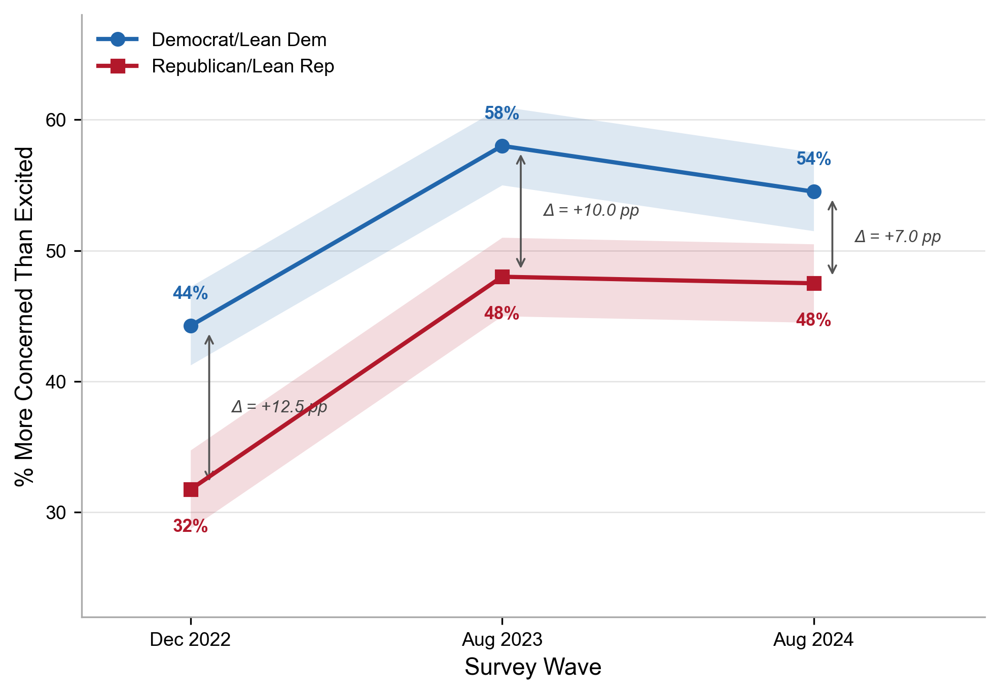 Democrat/Lean Dem
Republican/Lean Rep
% More Concerned Than Excited
60
50
40
30
58%
54%
Δ = +10.0 pp
Δ = +7.0 pp
44%
48%
48%
Δ = +12.5 pp
32%
Dec 2022
Aug 2023
Aug 2024
Survey Wave